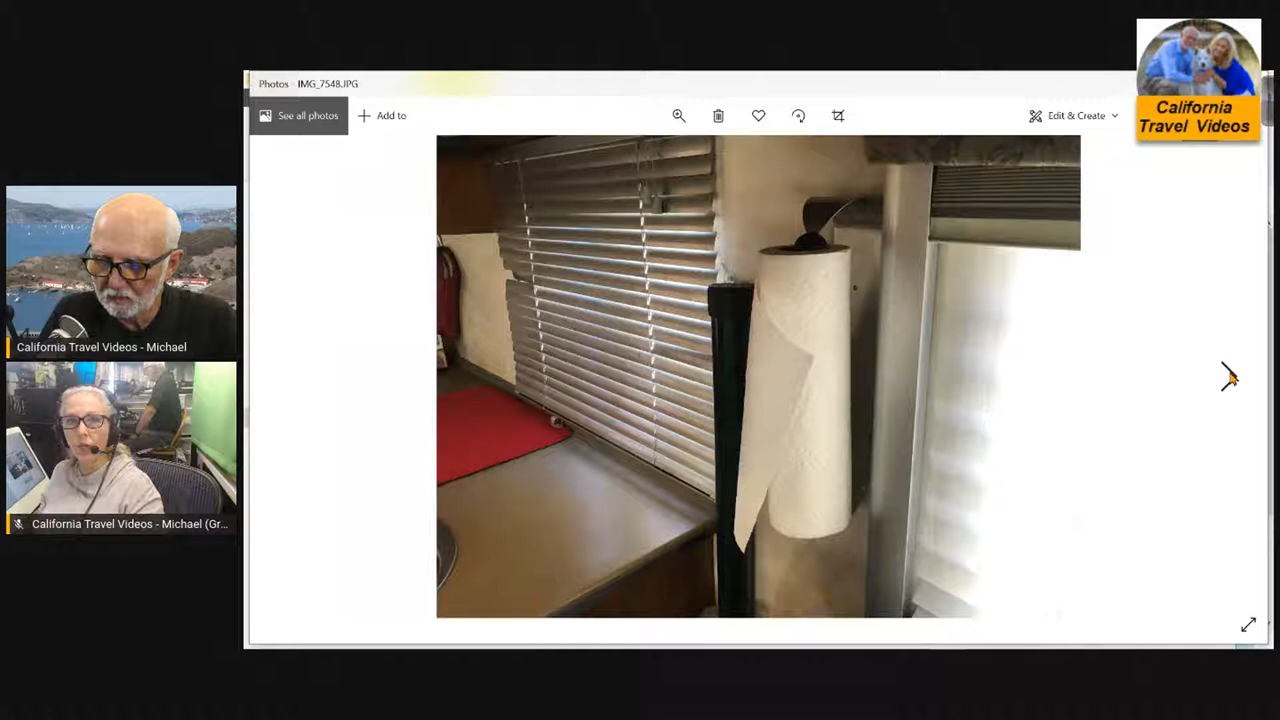 Photos - IMG_7548.JPG
See all photos
Add to
Edit & Create
California
Travel Videos
California Travel Videos - Michael
California Travel Videos - Michael (Gr...